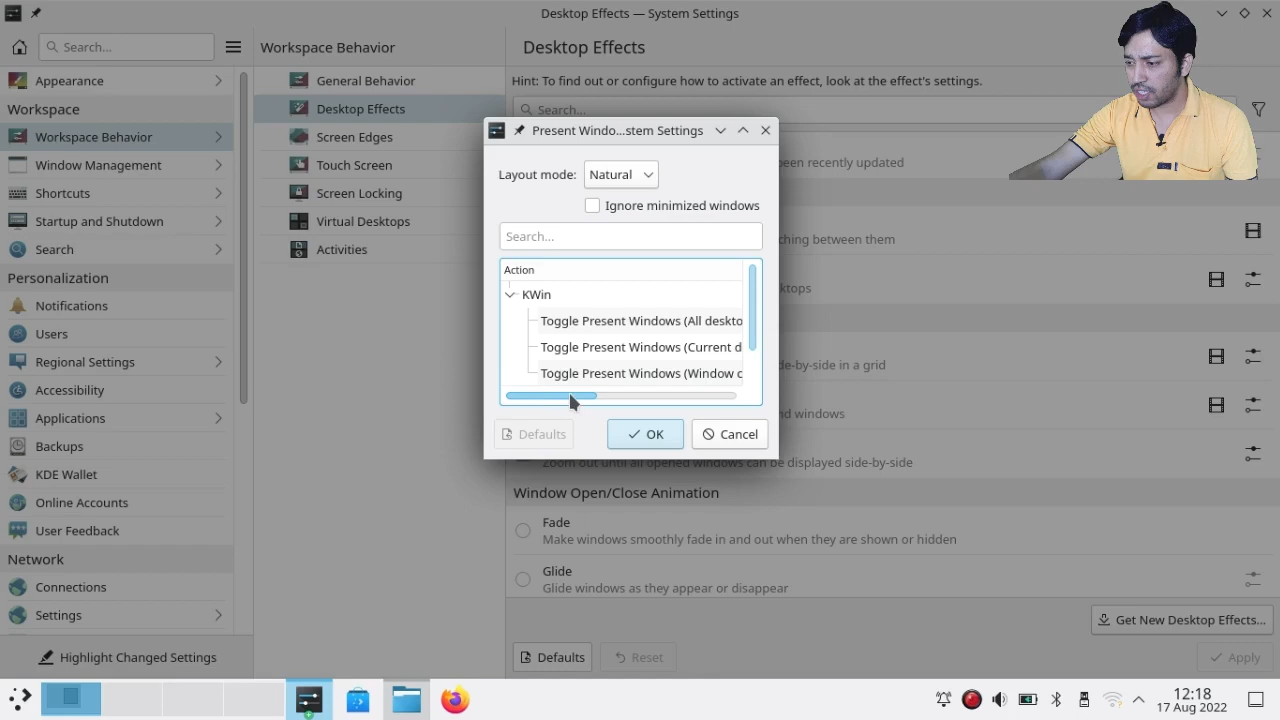 Desktop Effects — System Settings
Search...
Workspace Behavior
Desktop Effects
Appearance
Workspace
Workspace Behavior
Window Management
Shortcuts
Startup and Shutdown
Search
Personalization
Notifications
Users
Regional Settings
Accessibility
Applications
Backups
KDE Wallet
Online Accounts
User Feedback
Network
Connections
Settings
Highlight Changed Settings
General Behavior
Desktop Effects
Screen Edges
Touch Screen
Screen Locking
Virtual Desktops
Activities
Hint: To find out or configure how to activate an effect, look at the effect's settings.
Search...
been recently updated
ching between them
ktops
de-by-side in a grid
nd windows
Zoom out until all opened windows can be displayed side-by-side
Window Open/Close Animation
Fade
Make windows smoothly fade in and out when they are shown or hidden
Glide
Glide windows as they appear or disappear
Get New Desktop Effects...
Defaults
Reset
Apply
Present Windo...stem Settings
Layout mode: Natural
Ignore minimized windows
Search...
Action
KWin
Toggle Present Windows (All deskto
Toggle Present Windows (Current d
Toggle Present Windows (Window c
Defaults
OK
Cancel
12:18
17 Aug 2022